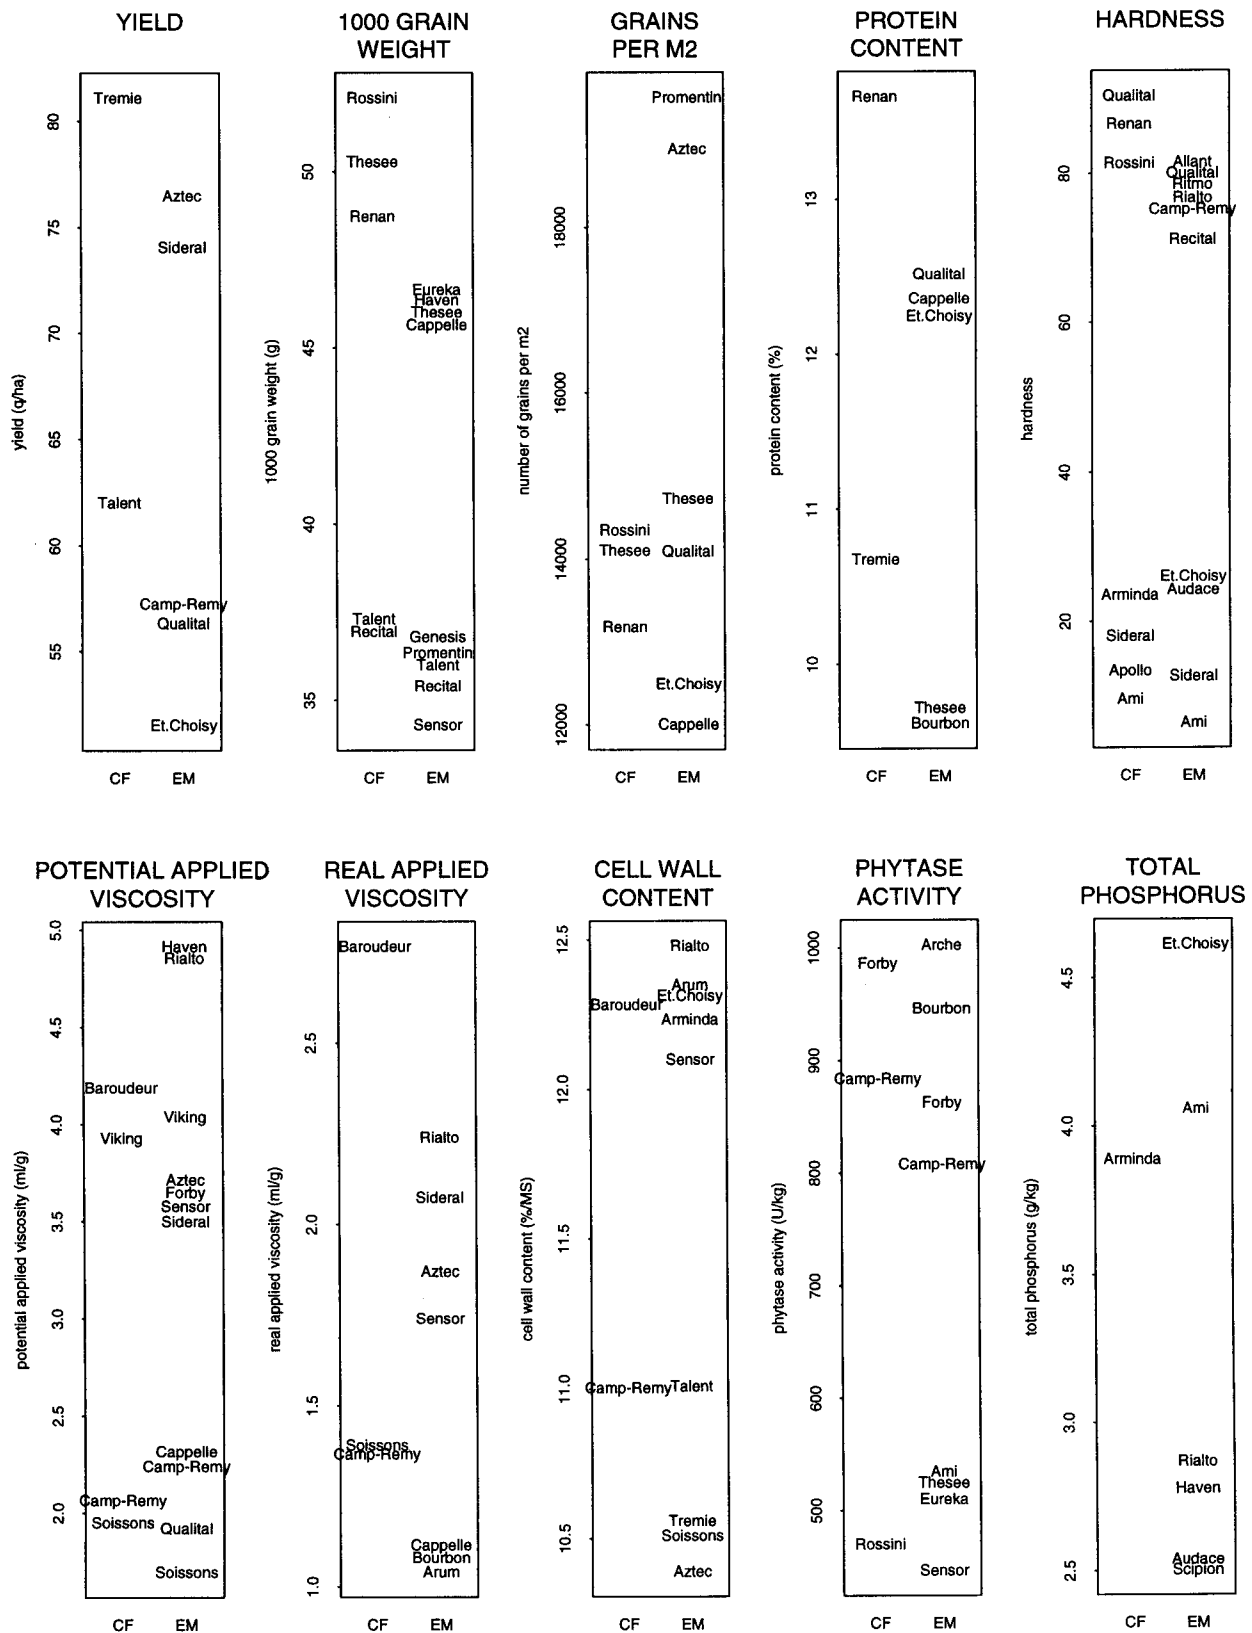 YIELD
80
75
70
65
60
55
yield (q/ha)
Tremie
Aztec
Sideral
Talent
Camp-Remy
Qualital
Et.Choisy
CF EM
1000 GRAIN
WEIGHT
50
45
40
35
1000 grain weight (g)
Rossini
Thesee
Renan
Eureka
Haven
Thesee
Cappelle
Talent
Recital
Genesis
Promentin
Talent
Recital
Sensor
CF EM
GRAINS
PER M2
18000
16000
14000
12000
number of grains per m2
Promentin
Aztec
Thesee
Rossini
Thesee Qualital
Renan
Et.Choisy
Cappelle
CF EM
PROTEIN
CONTENT
13
12
11
10
protein content (%)
Renan
Qualital
Cappelle
Et.Choisy
Tremie
Thesee
Bourbon
CF EM
HARDNESS
80
60
40
20
hardness
Qualital
Renan
Rossini Allant
Qualital
Ritmo
Rialto
Camp-Remy
Recital
Et.Choisy
Audace
Arminda
Sideral
Apollo Sideral
Ami
Ami
CF EM
POTENTIAL APPLIED
VISCOSITY
5.0
4.5
4.0
3.5
3.0
2.5
2.0
potential applied viscosity (ml/g)
Haven
Rialto
Baroudeur
Viking
Viking
Aztec
Forby
Sensor
Sideral
Cappelle
Camp-Remy
Camp-Remy
Soissons Qualital
Soissons
CF EM
REAL APPLIED
VISCOSITY
2.5
2.0
1.5
1.0
real applied viscosity (ml/g)
Baroudeur
Rialto
Sideral
Aztec
Sensor
Soissons
Camp-Remy
Cappelle
Bourbon
Arum
CF EM
CELL WALL
CONTENT
12.5
12.0
11.5
11.0
10.5
cell wall content (%/MS)
Rialto
Arum
Et.Choisy
Baroudeur
Arminda
Sensor
Camp-Remy Talent
Tremie
Soissons
Aztec
CF EM
PHYTASE
ACTIVITY
1000
900
800
700
600
500
phytase activity (U/kg)
Arche
Forby
Bourbon
Camp-Remy
Forby
Camp-Remy
Ami
Thesee
Eureka
Rossini
Sensor
CF EM
TOTAL
PHOSPHORUS
4.5
4.0
3.5
3.0
2.5
total phosphorus (g/kg)
Et.Choisy
Ami
Arminda
Rialto
Haven
Audace
Scipion
CF EM